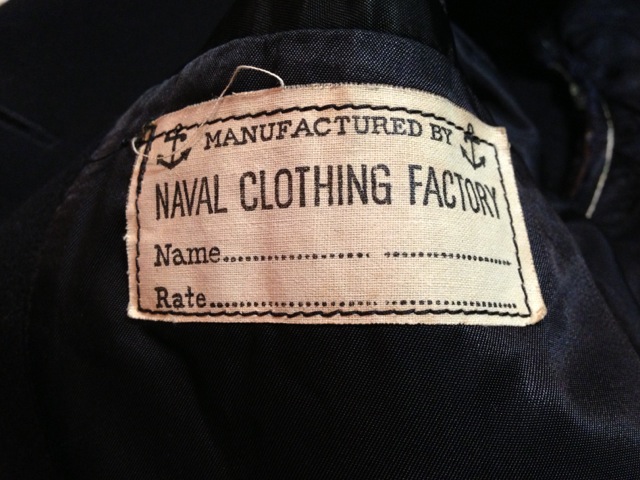 MANUFACTURED BY
NAVAL CLOTHING FACTORY
Name
Rate